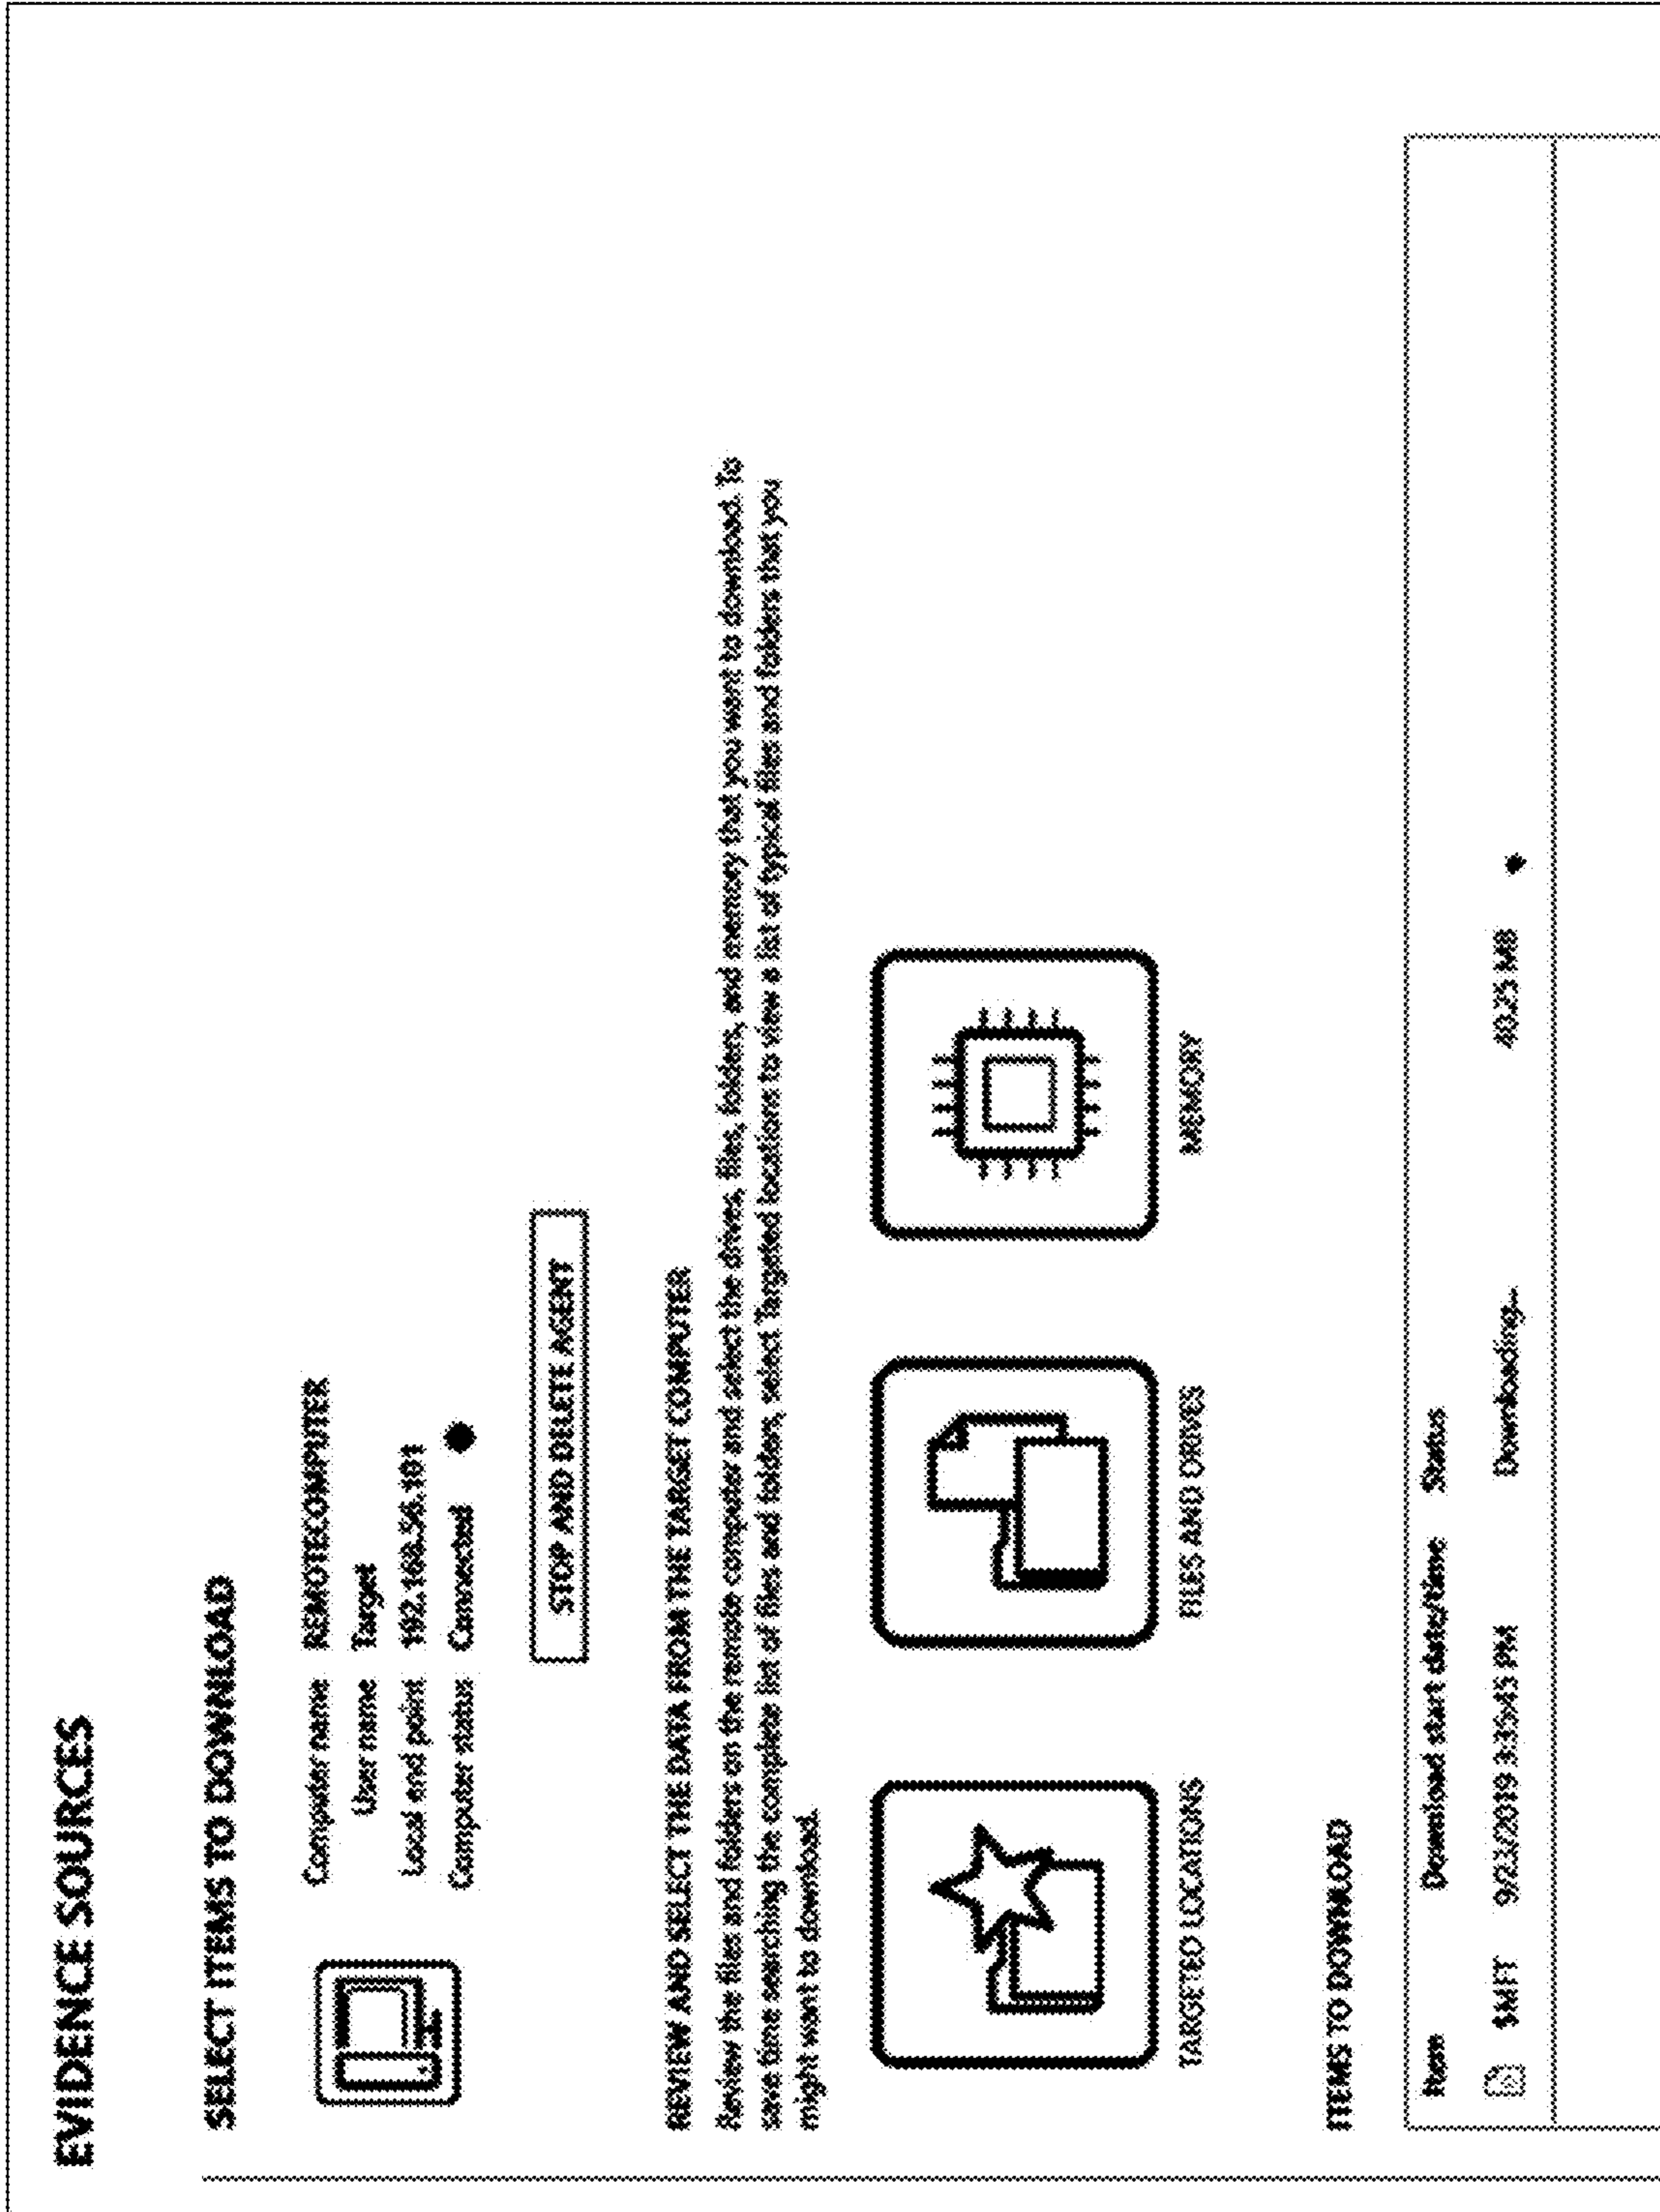 EVIDENCE SOURCES
SELECT ITEMS TO DOWNLOAD
Computer name REMOTECOMPUTER
User name Target
Local end point 192.168.56.101
Computer status Connected
STOP AND DELETE AGENT
REVIEW AND SELECT THE DATA FROM THE TARGET COMPUTER
Review the files and folders on the remote computer and select the drives, files, folders, and memory that you want to download. To
save time searching the complete list of files and folders, select Targeted locations to view a list of typical files and folders that you
might want to download.
TARGETED LOCATIONS FILES AND DRIVES MEMORY
ITEMS TO DOWNLOAD
Item Download start date/time Status
$MFT 9/23/2019 3:35:43 PM Downloading... 40.25 MB